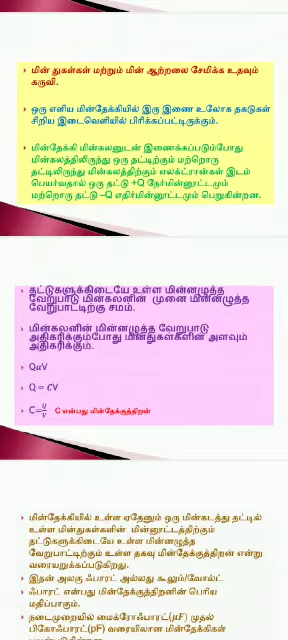 மின் துகள்கள் மற்றும் மின் ஆற்றலை சேமிக்க உதவும்
கருவி.
ஒரு எளிய மின்தேக்கியில் இரு இணை உலோக தகடுகள்
சிறிய இடைவெளியில் பிரிக்கப்பட்டிருக்கும்.
மின்தேக்கி மின்கலனுடன் இணைக்கப்படும்போது
மின்கலத்திலிருந்து ஒரு தட்டிற்கும் மற்றொரு
தட்டிலிருந்து மின்கலத்திற்கும் எலக்ட்ரான்கள் இடம்
பெயர்வதால் ஒரு தட்டு +Q நேர்மின்னூட்டமும்
மற்றொரு தட்டு –Q எதிர்மின்னூட்டமும் பெறுகின்றன.
தட்டுகளுக்கிடையே உள்ள மின்னழுத்த
வேறுபாடு மின்கலனின் முனை மின்னழுத்த
வேறுபாட்டிற்கு சமம்.
மின்கலனின் மின்னழுத்த வேறுபாடு
அதிகரிக்கும்போது மின்துகள்களின் அளவும்
அதிகரிக்கும்.
QαV
Q = CV
C=Q/V C என்பது மின்தேக்குத்திறன்
மின்தேக்கியில் உள்ள ஏதேனும் ஒரு மின்கடத்து தட்டில்
உள்ள மின்துகள்களின் மின்னூட்டத்திற்கும்
தட்டுகளுக்கிடையே உள்ள மின்னழுத்த
வேறுபாட்டிற்கும் உள்ள தகவு மின்தேக்குத்திறன் என்று
வரையறுக்கப்படுகிறது.
இதன் அலகு ஃபாரட் அல்லது கூலும்/வோல்ட்
ஃபாரட் என்பது மின்தேக்குத்திறனின் பெரிய
மதிப்பாகும்.
நடைமுறையில் மைக்ரோஃபாரட்(μF) முதல்
பிகோஃபாரட்(pF) வரையிலான மின்தேக்கிகள்